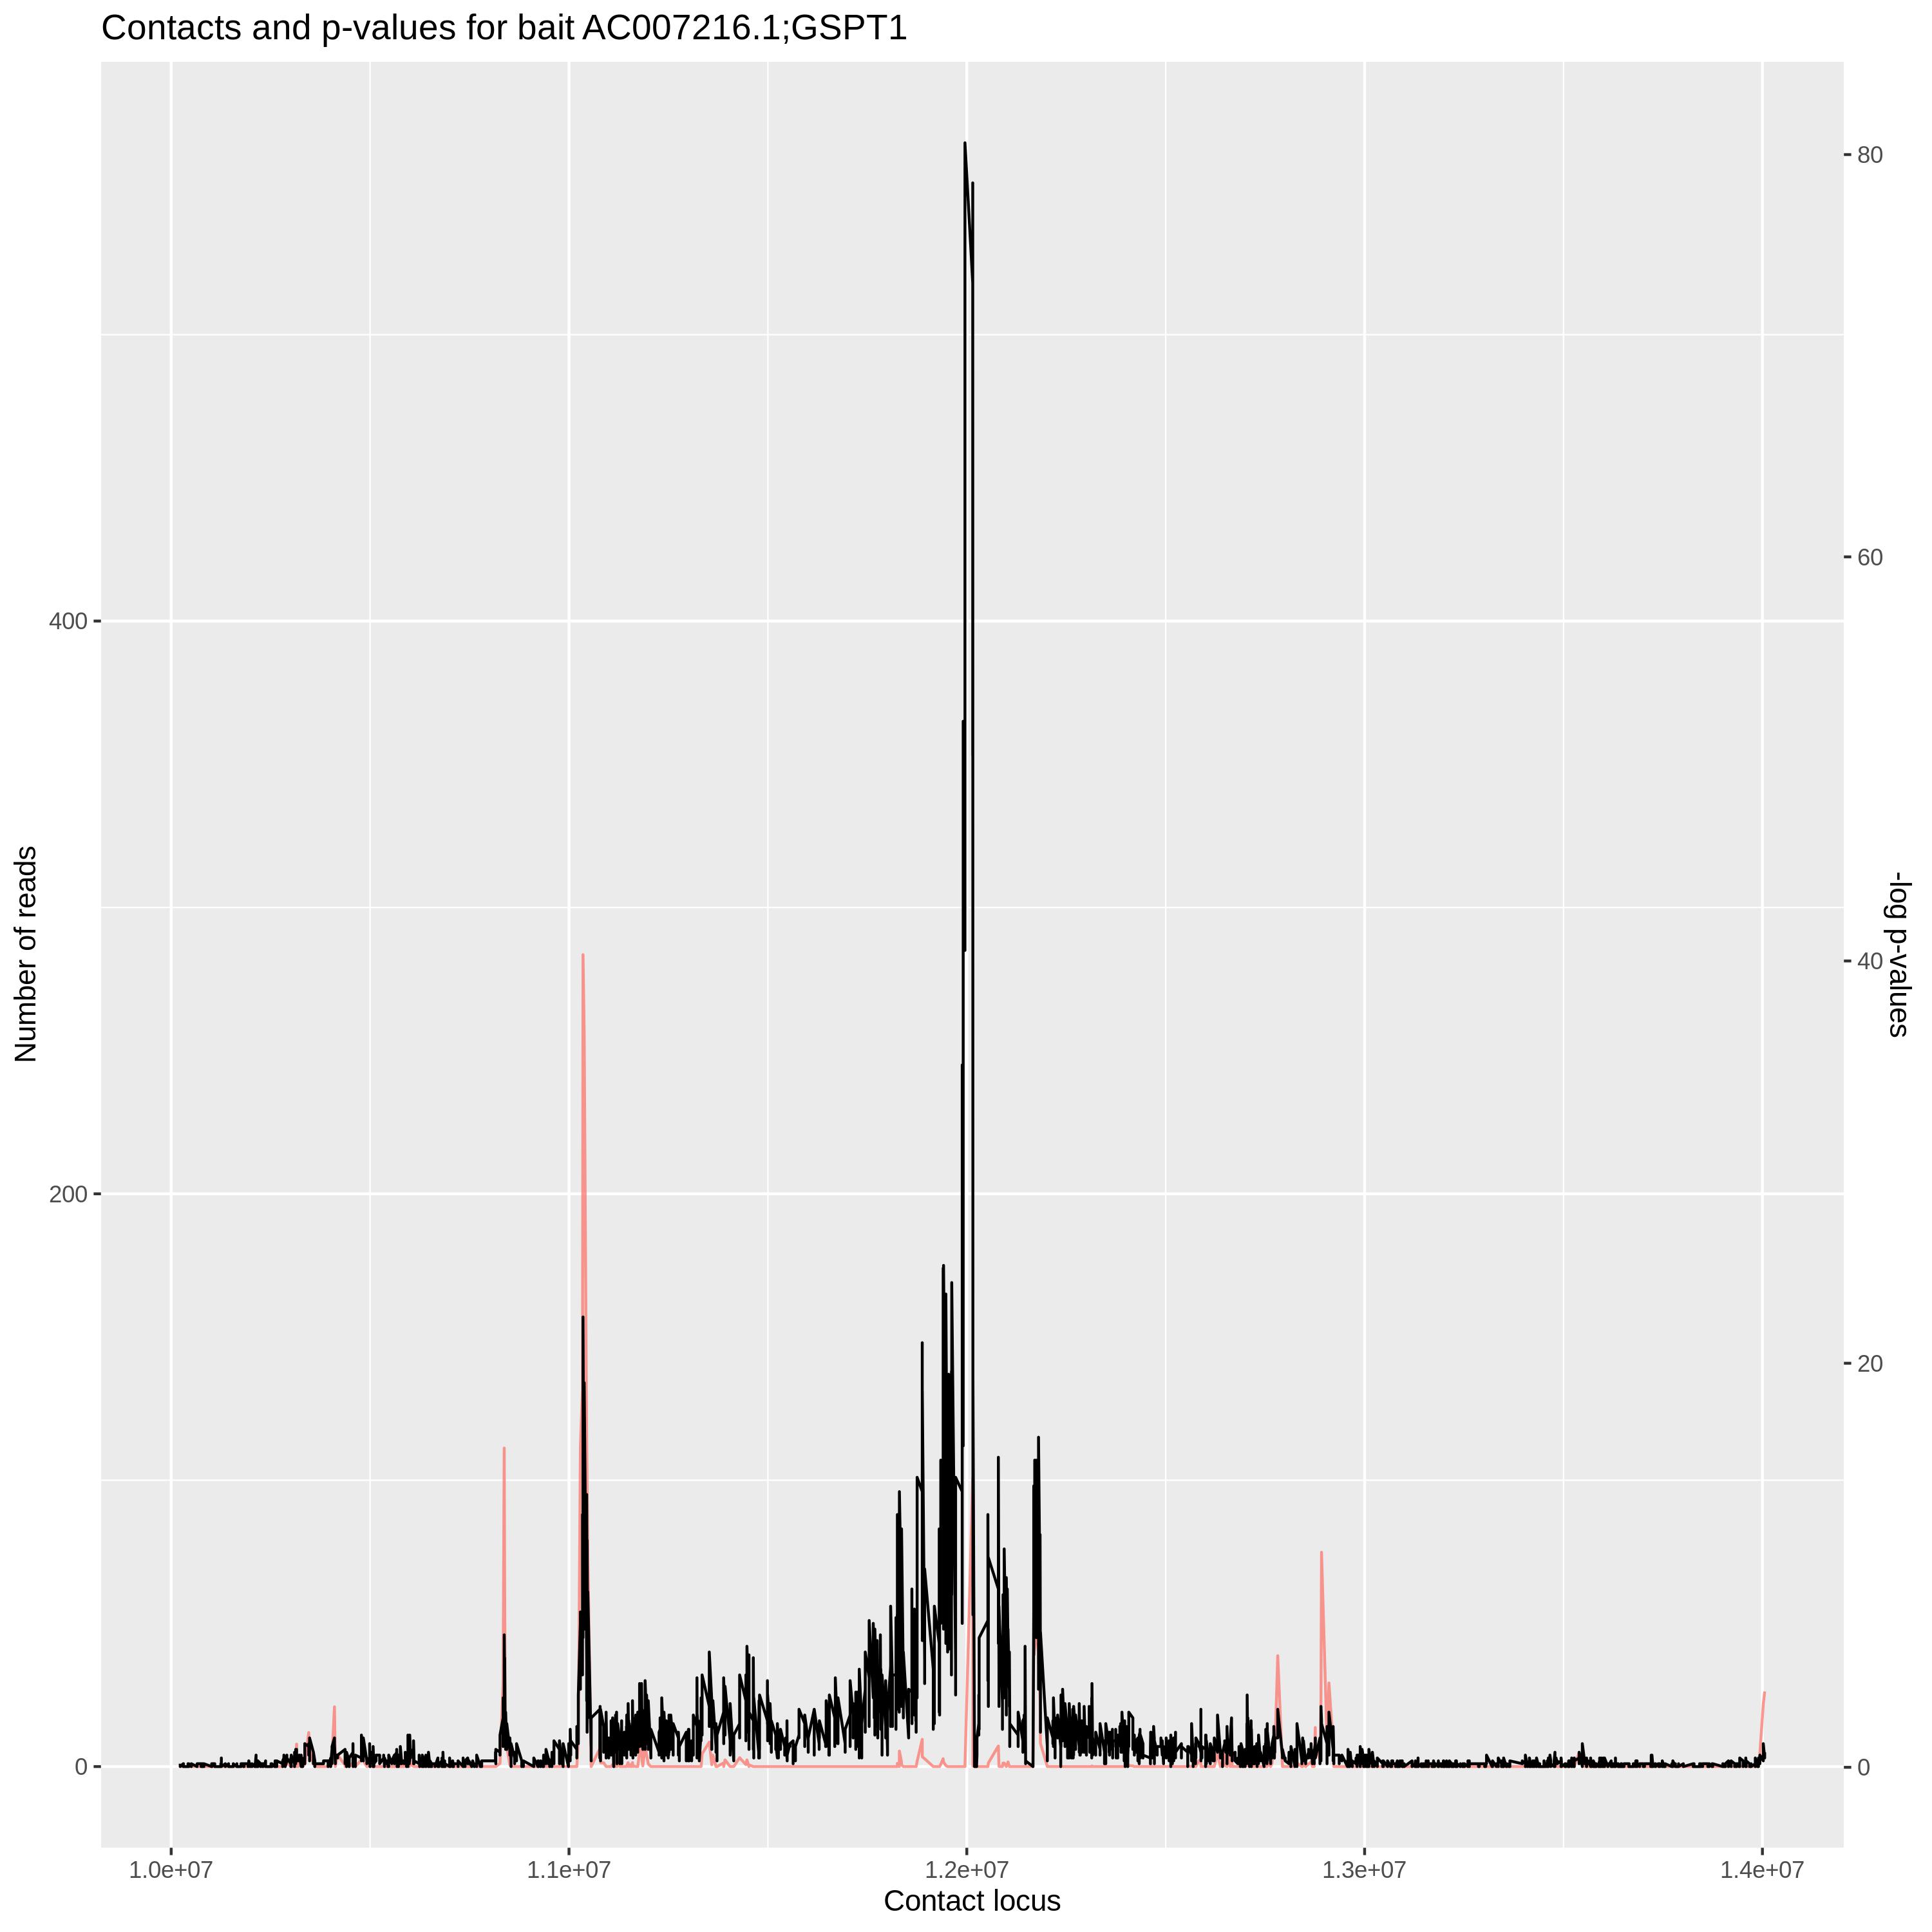 Contacts and p-values for bait AC007216.1;GSPT1
Number of reads
400
200
0
80
60
40
20
0
-log p-values
1.0e+07
1.1e+07
1.2e+07
1.3e+07
1.4e+07
Contact locus